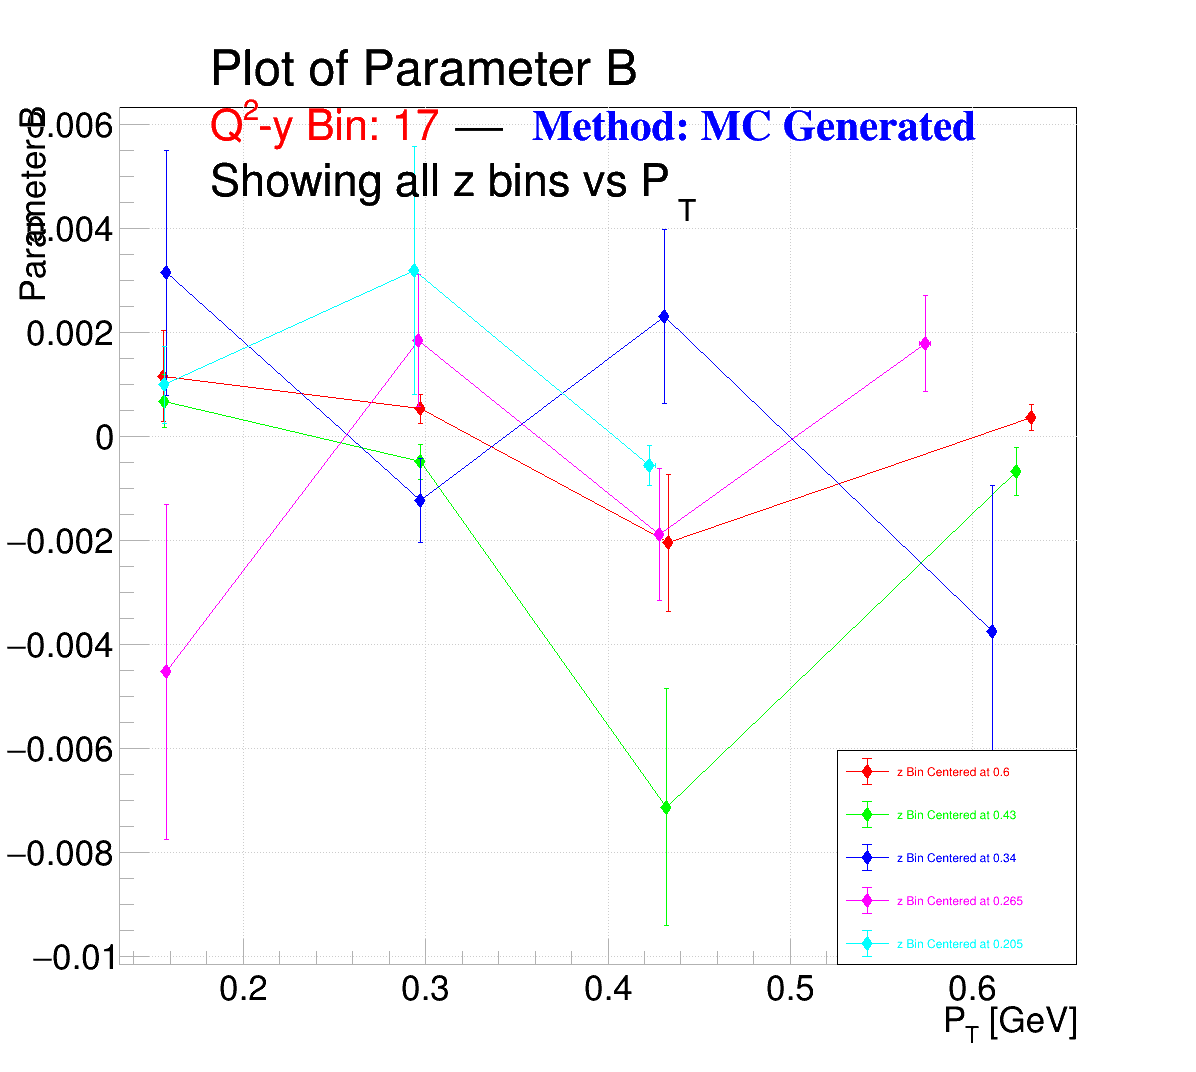 Plot of Parameter B
Q²-y Bin: 17 — Method: MC Generated
Showing all z bins vs P_T
Parameter B
0.006
0.004
0.002
0
−0.002
−0.004
−0.006
−0.008
−0.01
z Bin Centered at 0.6
z Bin Centered at 0.43
z Bin Centered at 0.34
z Bin Centered at 0.265
z Bin Centered at 0.205
0.2 0.3 0.4 0.5 0.6
P_T [GeV]